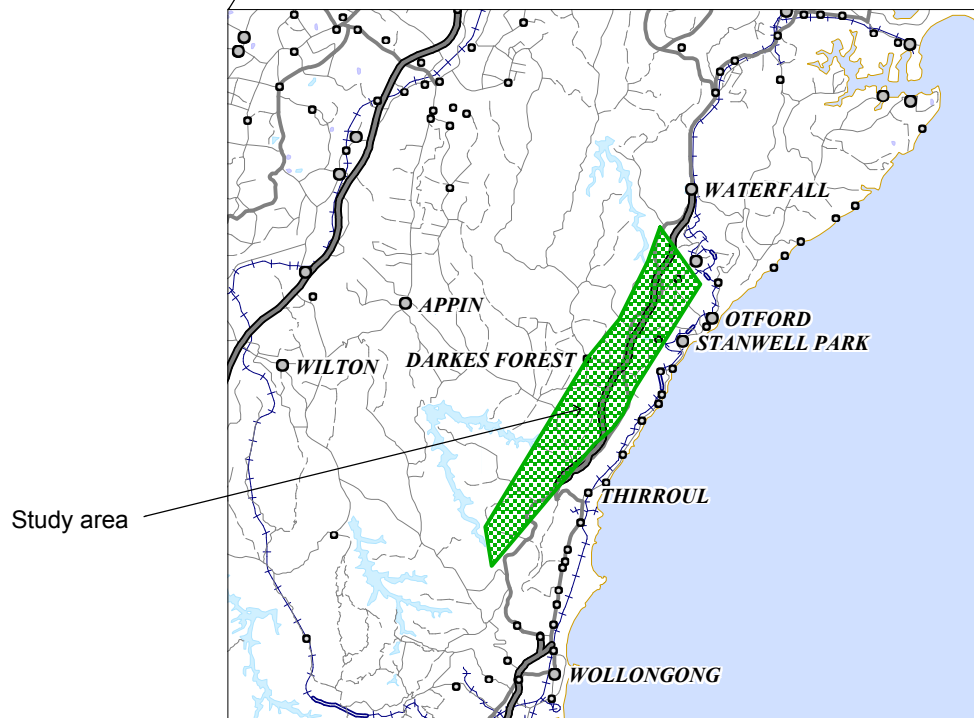 WATERFALL
APPIN
OTFORD
STANWELL PARK
DARKES FOREST
WILTON
THIRROUL
Study area
WOLLONGONG